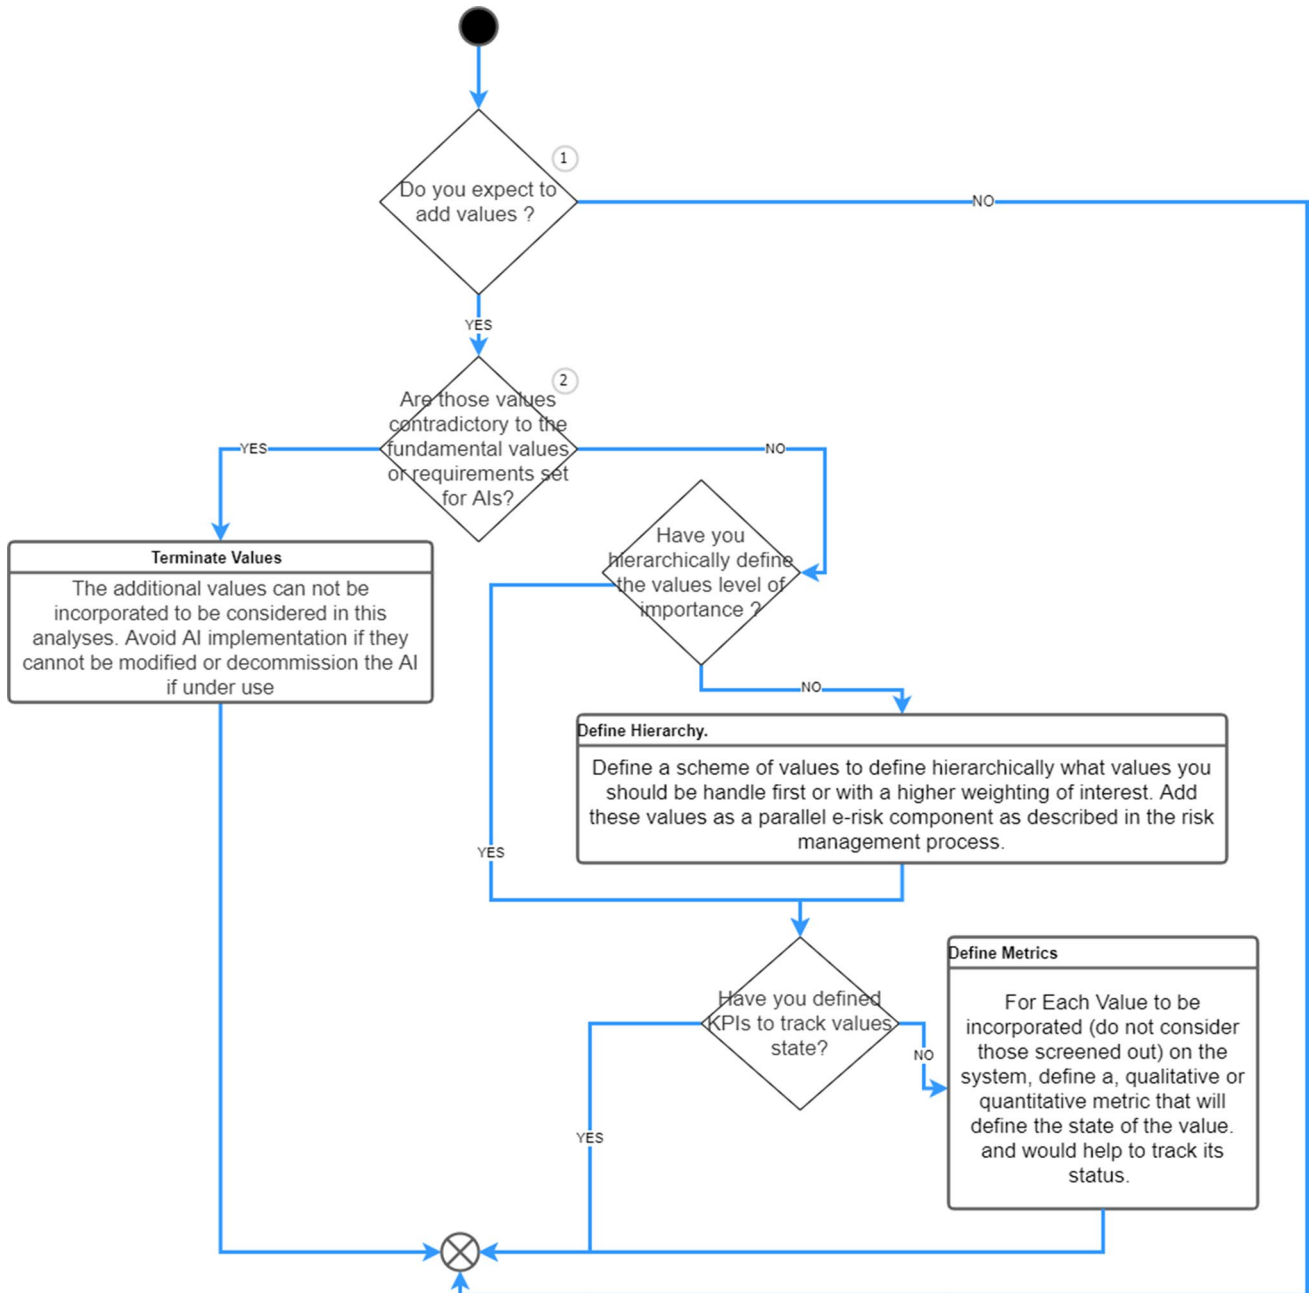 1
Do you expect to
add values ?
NO
YES
2
Are those values
contradictory to the
fundamental values
or requirements set
for AIs?
YES
NO
Terminate Values
The additional values can not be
incorporated to be considered in this
analyses. Avoid AI implementation if they
cannot be modified or decommission the AI
if under use
Have you
hierarchically define
the values level of
importance ?
NO
Define Hierarchy.
Define a scheme of values to define hierarchically what values you
should be handle first or with a higher weighting of interest. Add
these values as a parallel e-risk component as described in the risk
management process.
YES
Have you defined
KPIs to track values
state?
NO
YES
Define Metrics
For Each Value to be
incorporated (do not consider
those screened out) on the
system, define a, qualitative or
quantitative metric that will
define the state of the value.
and would help to track its
status.